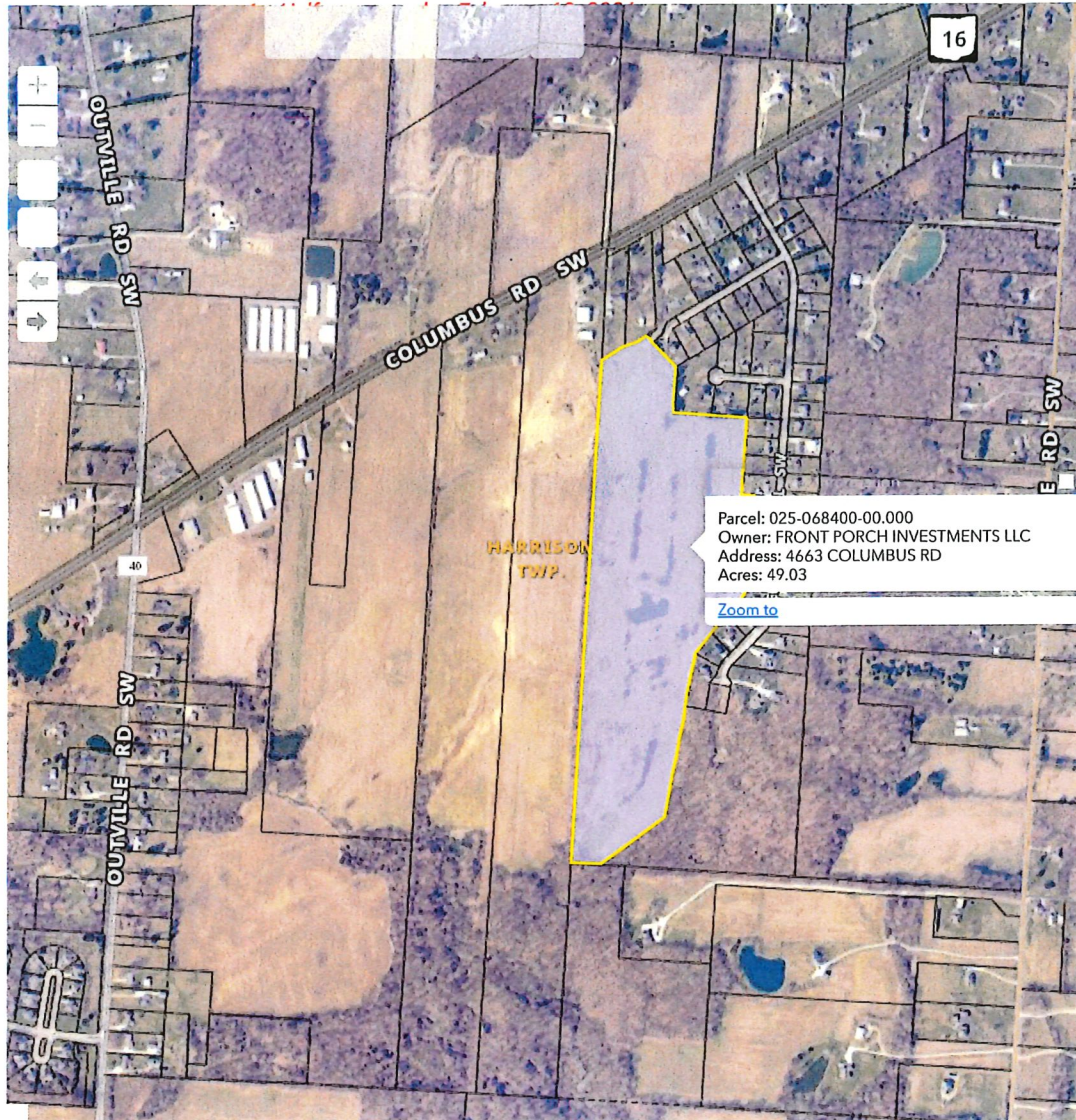 16
OUTVILLE RD SW
COLUMBUS RD SW
E RD SW
SW
HARRISON
TWP.
Parcel: 025-068400-00.000
Owner: FRONT PORCH INVESTMENTS LLC
Address: 4663 COLUMBUS RD
Acres: 49.03
Zoom to
40
OUTVILLE RD SW